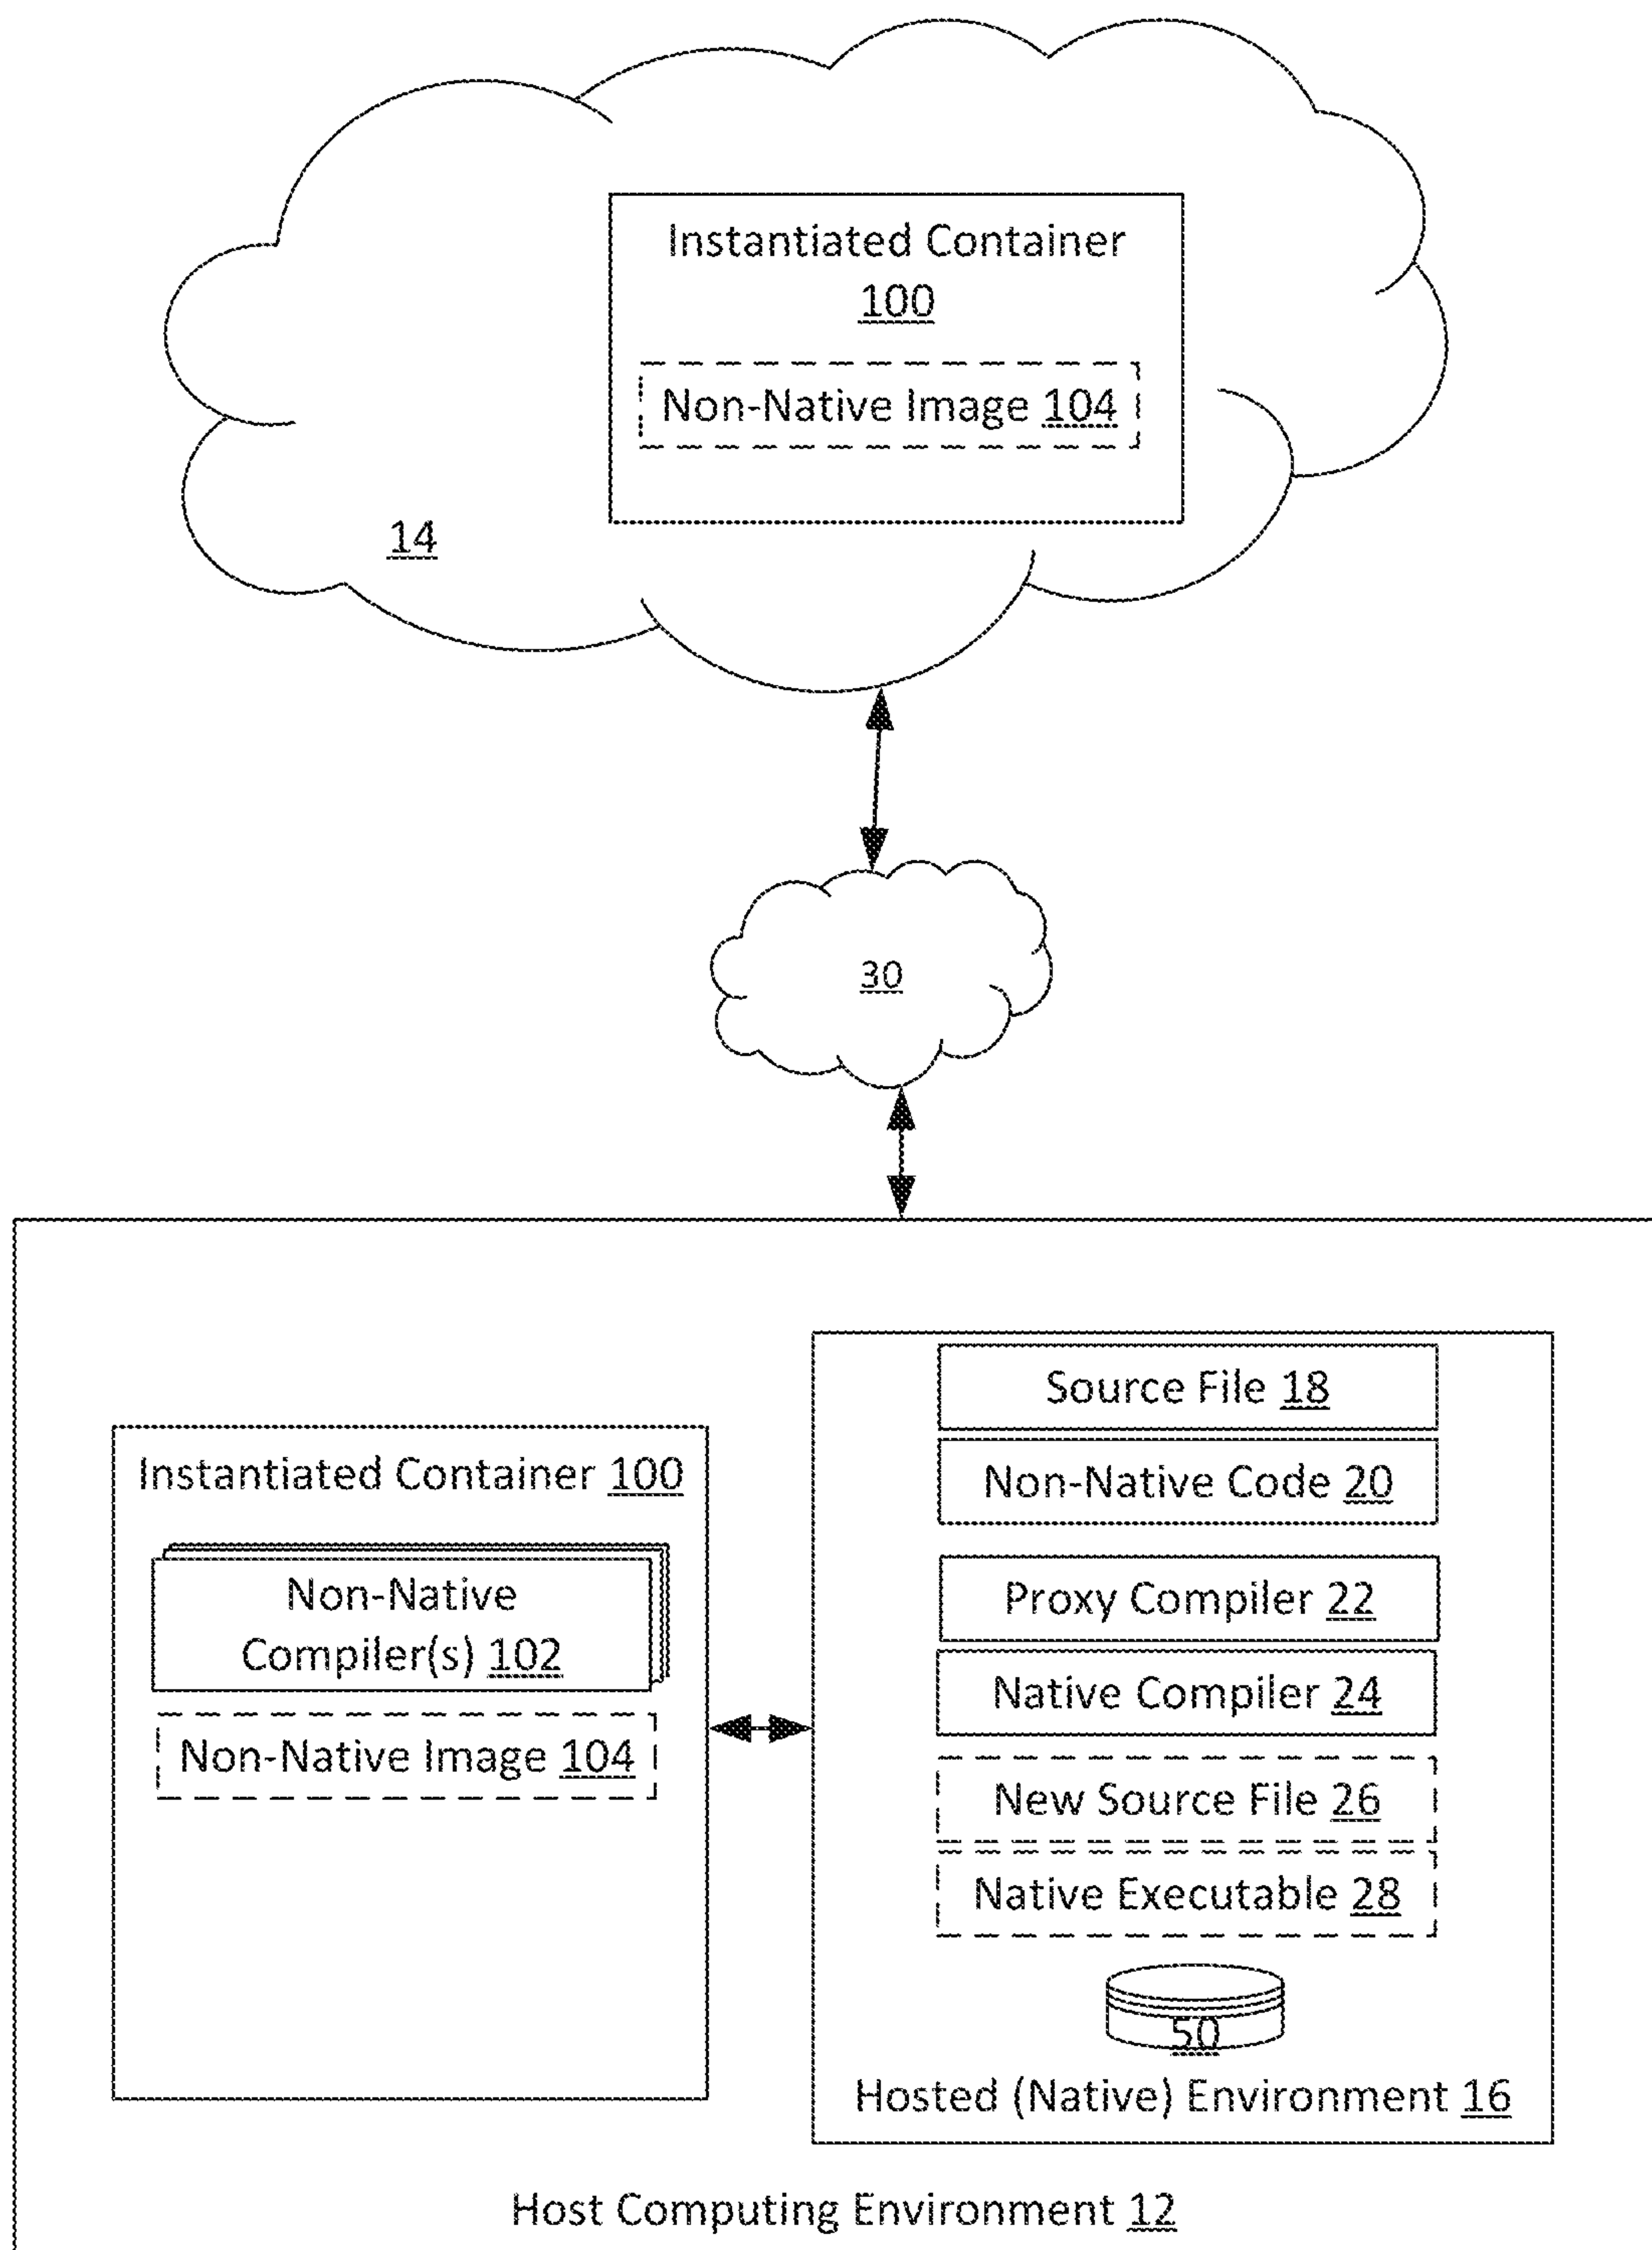 Instantiated Container
100
Non-Native Image 104
14
30
Instantiated Container 100
Non-Native
Compiler(s) 102
Non-Native Image 104
Source File 18
Non-Native Code 20
Proxy Compiler 22
Native Compiler 24
New Source File 26
Native Executable 28
50
Hosted (Native) Environment 16
Host Computing Environment 12